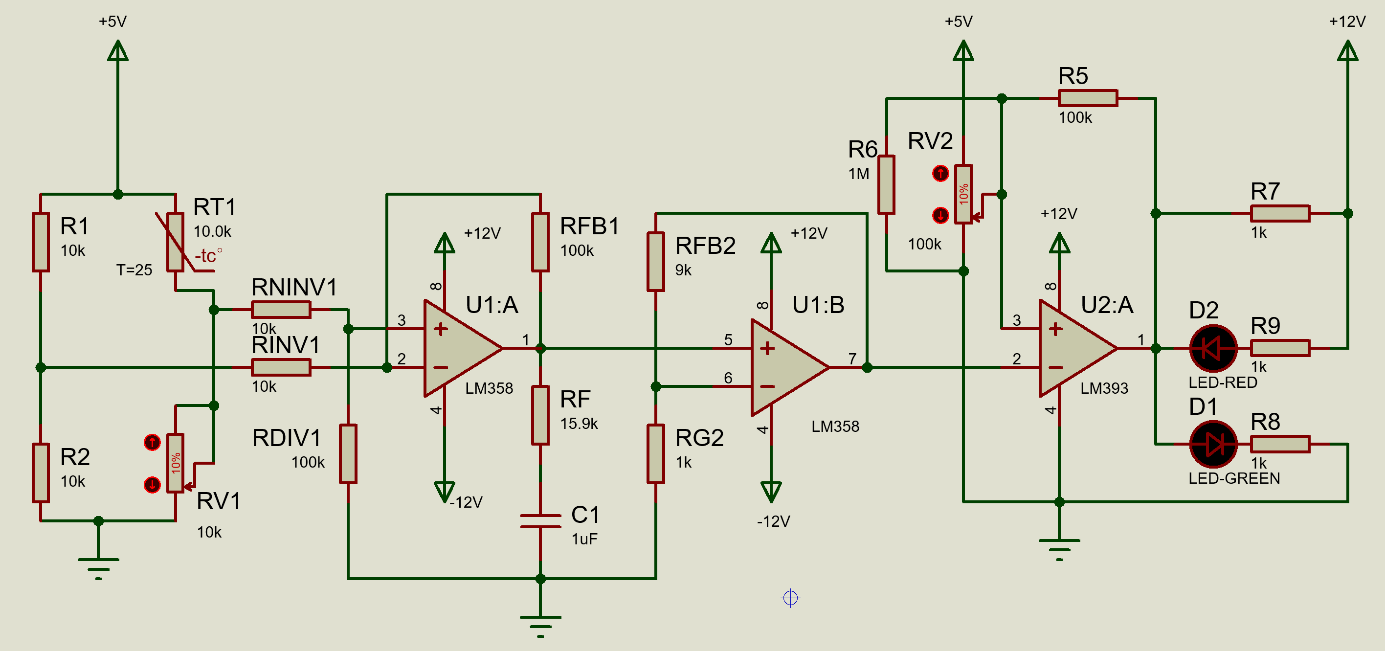 +5V
R1
10k
RT1
10.0k
-tc°
T=25
R2
10k
10%
RV1
10k
RNINV1
10k
RINV1
10k
RDIV1
100k
+12V
8
3
2
1
4
U1:A
LM358
-12V
RFB1
100k
RF
15.9k
C1
1uF
RFB2
9k
RG2
1k
+12V
8
5
6
7
4
U1:B
LM358
-12V
+5V
R6
1M
RV2
10%
100k
R5
100k
+12V
8
3
2
1
4
U2:A
LM393
+12V
R7
1k
D2
LED-RED
R9
1k
D1
LED-GREEN
R8
1k